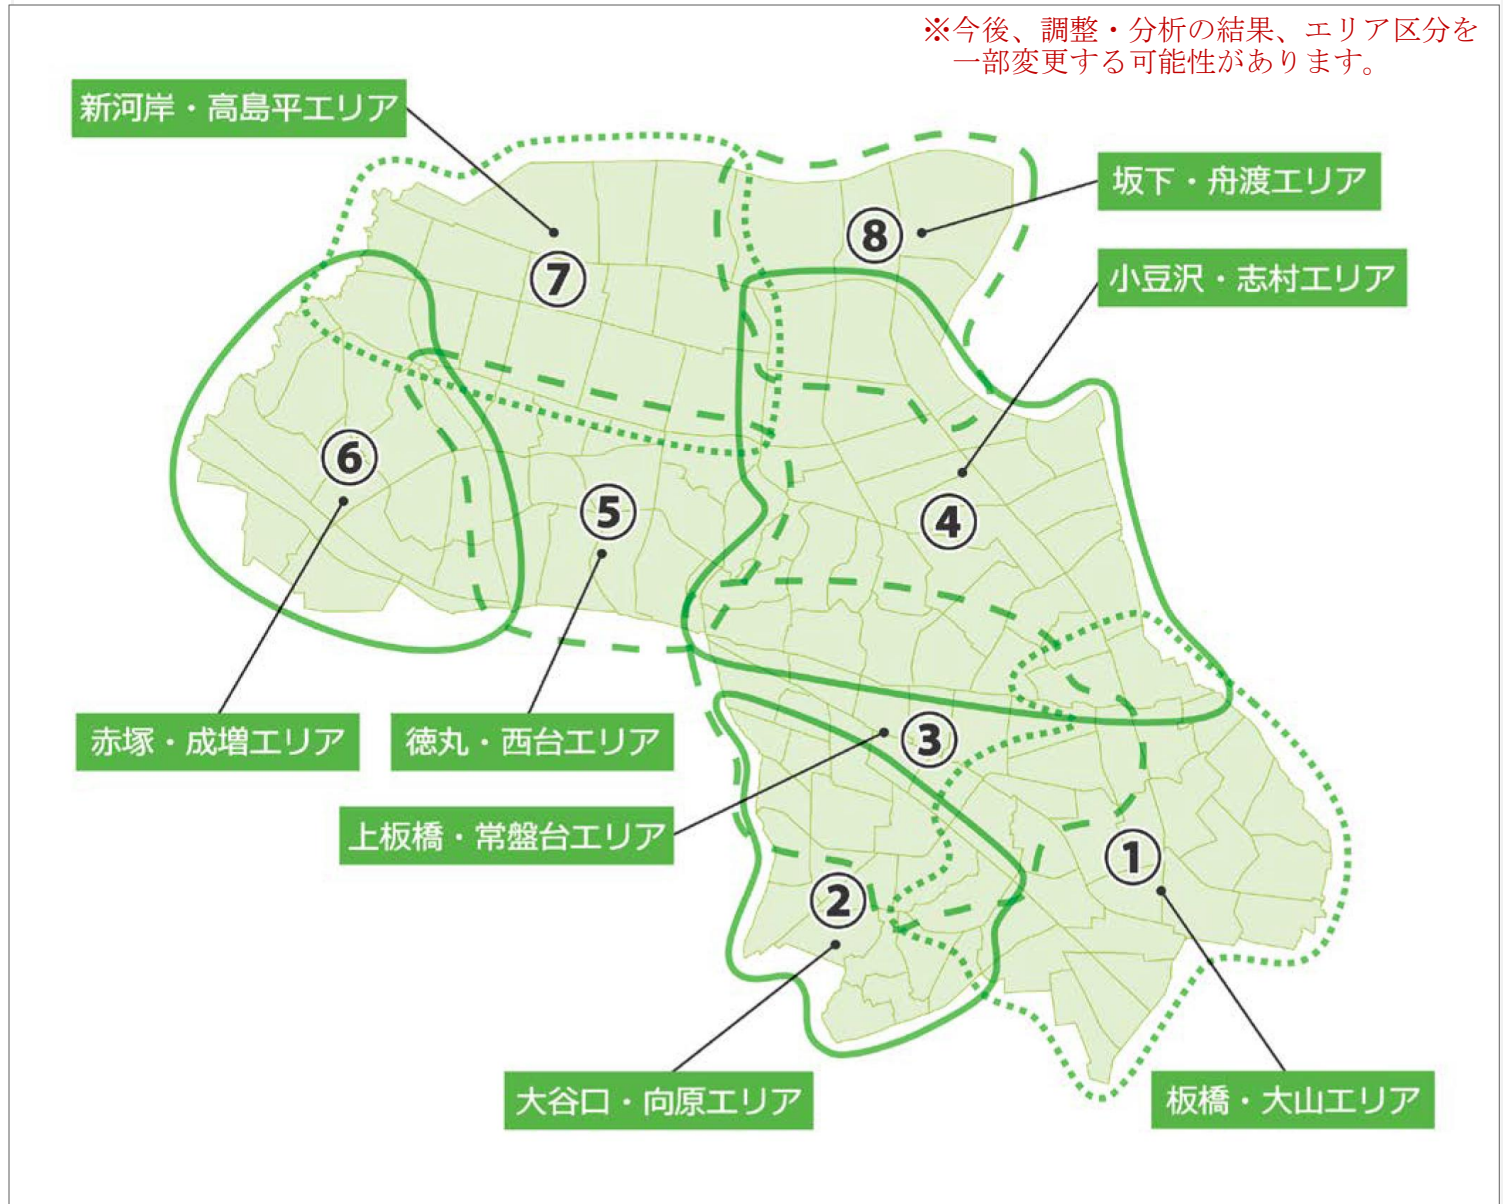 ※今後、調整・分析の結果、エリア区分を
一部変更する可能性があります。
新河岸・高島平エリア
坂下・舟渡エリア
⑧
小豆沢・志村エリア
⑦
⑥
⑤
④
赤塚・成増エリア
徳丸・西台エリア
③
上板橋・常盤台エリア
①
②
大谷口・向原エリア
板橋・大山エリア